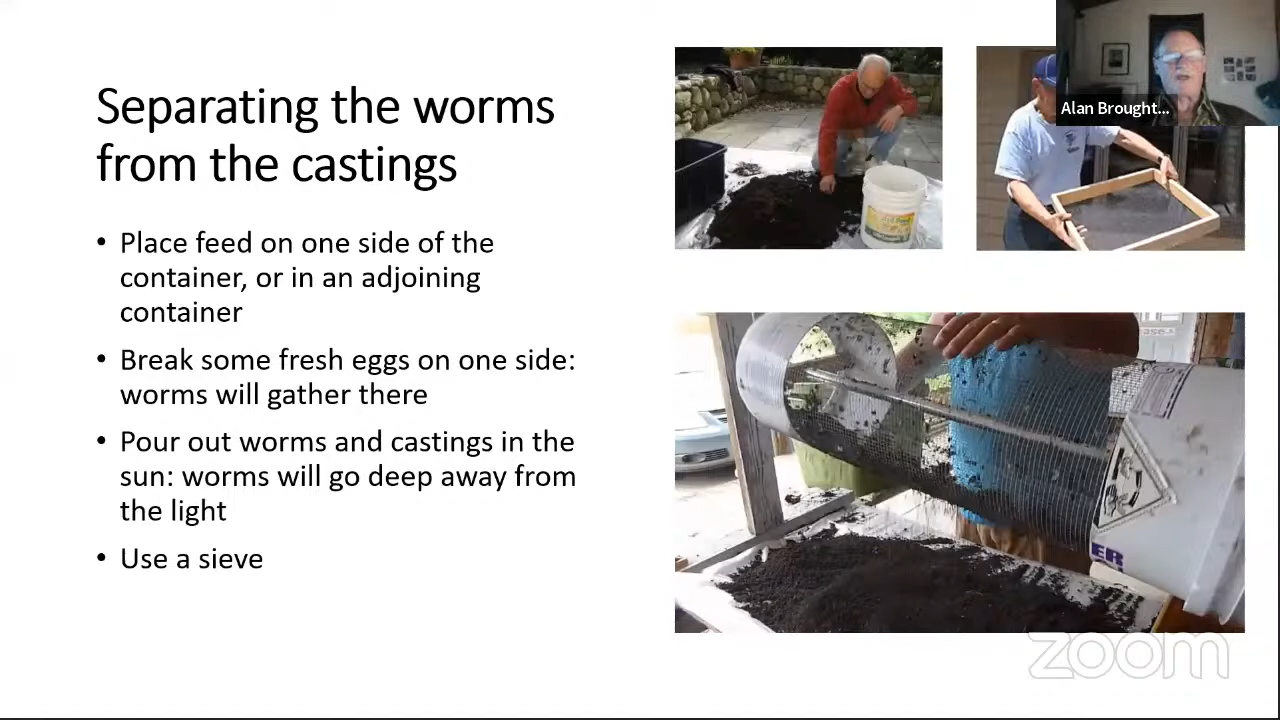 Separating the worms
from the castings
• Place feed on one side of the
container, or in an adjoining
container
• Break some fresh eggs on one side:
worms will gather there
• Pour out worms and castings in the
sun: worms will go deep away from
the light
• Use a sieve
Alan Brought...
ER
zoom